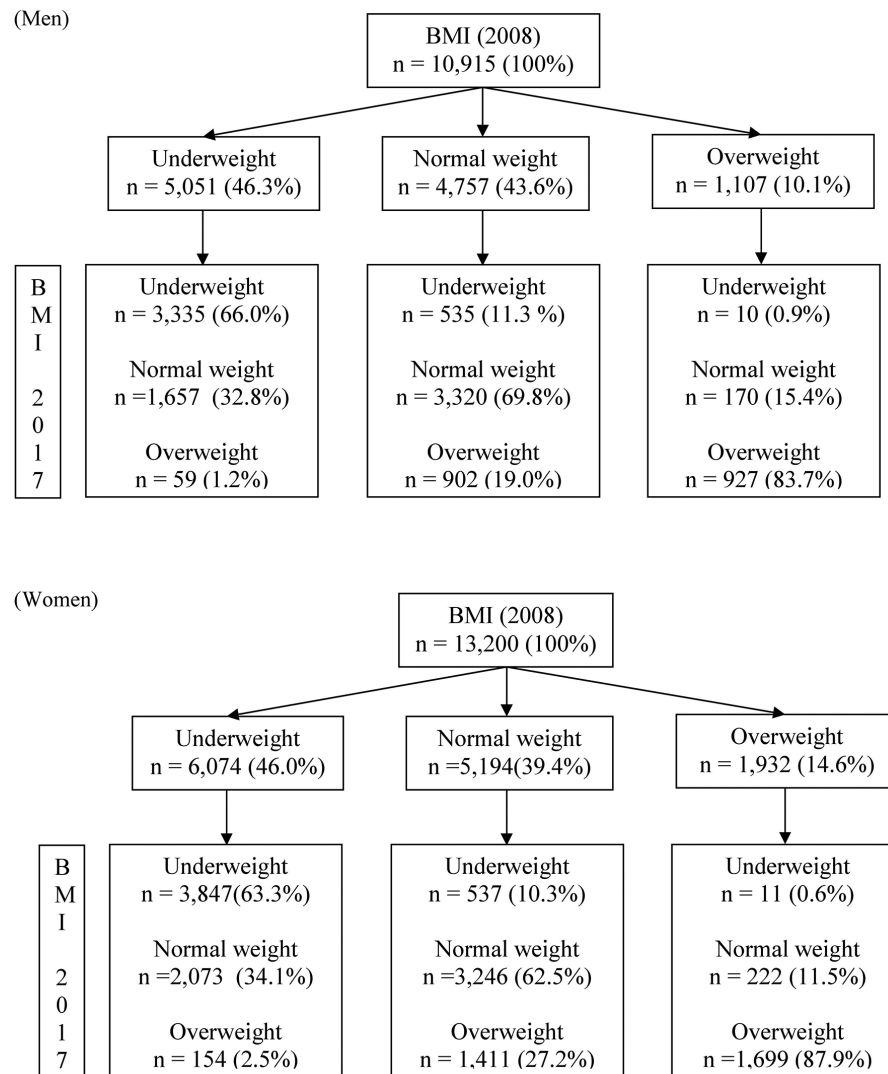 (Men)
BMI (2008)
n = 10,915 (100%)
Underweight
n = 5,051 (46.3%)
Normal weight
n = 4,757 (43.6%)
Overweight
n = 1,107 (10.1%)
B
M
I
2
0
1
7
Underweight
n = 3,335 (66.0%)
Normal weight
n =1,657 (32.8%)
Overweight
n = 59 (1.2%)
Underweight
n = 535 (11.3 %)
Normal weight
n = 3,320 (69.8%)
Overweight
n = 902 (19.0%)
Underweight
n = 10 (0.9%)
Normal weight
n = 170 (15.4%)
Overweight
n = 927 (83.7%)
(Women)
BMI (2008)
n = 13,200 (100%)
Underweight
n = 6,074 (46.0%)
Normal weight
n =5,194(39.4%)
Overweight
n = 1,932 (14.6%)
B
M
I
2
0
1
7
Underweight
n = 3,847(63.3%)
Normal weight
n =2,073 (34.1%)
Overweight
n = 154 (2.5%)
Underweight
n = 537 (10.3%)
Normal weight
n =3,246 (62.5%)
Overweight
n = 1,411 (27.2%)
Underweight
n = 11 (0.6%)
Normal weight
n = 222 (11.5%)
Overweight
n =1,699 (87.9%)